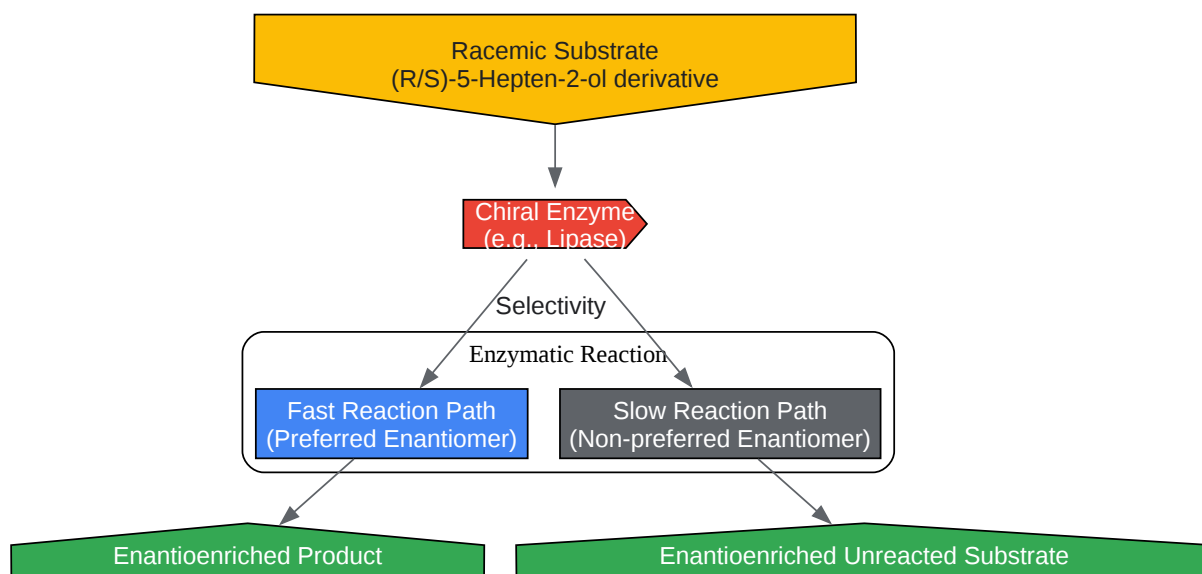 Racemic Substrate
(R/S)-5-Hepten-2-ol derivative
Chiral Enzyme
(e.g., Lipase)
Selectivity
Enzymatic Reaction
Fast Reaction Path
(Preferred Enantiomer)
Slow Reaction Path
(Non-preferred Enantiomer)
Enantioenriched Product
Enantioenriched Unreacted Substrate